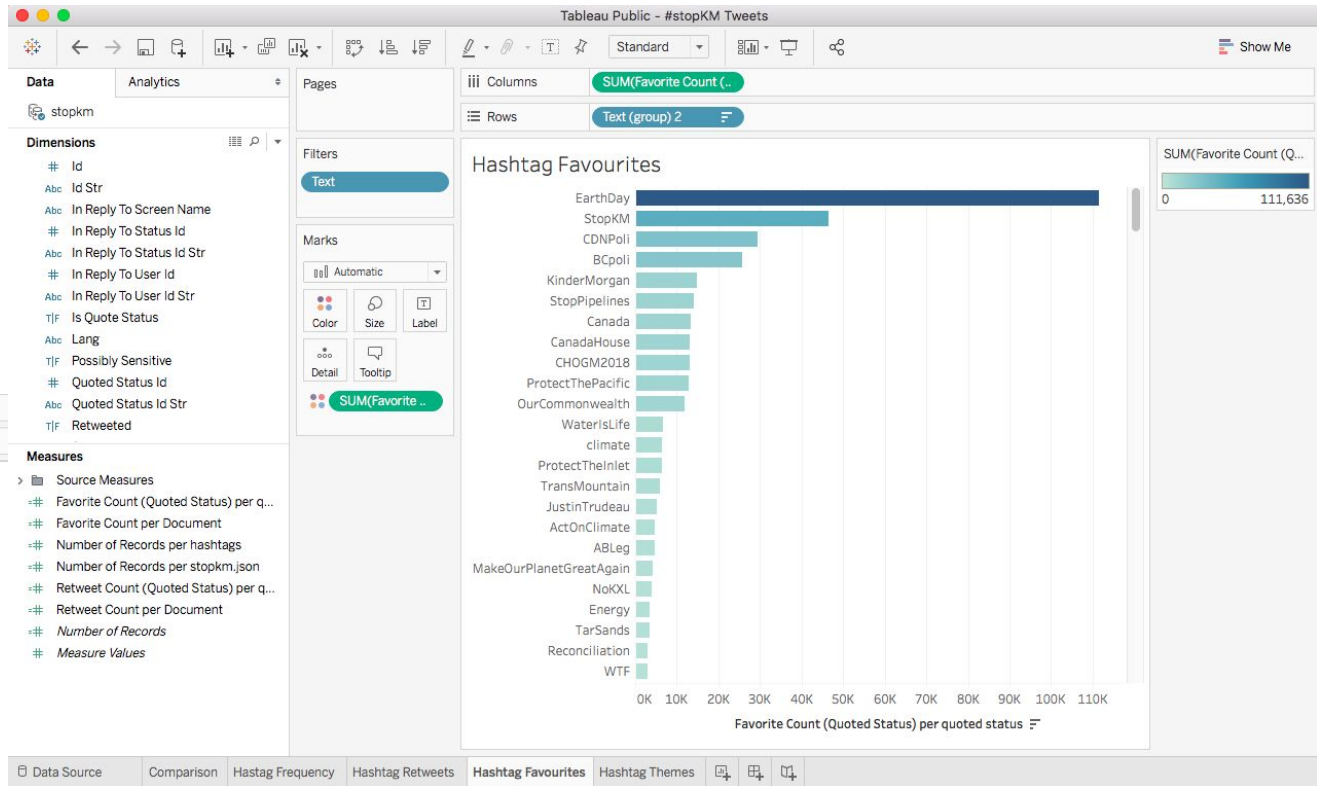 Tableau Public - #stopKM Tweets
Standard
Show Me
Data
Analytics
stopkm
Dimensions
# Id
Abc Id Str
Abc In Reply To Screen Name
# In Reply To Status Id
Abc In Reply To Status Id Str
# In Reply To User Id
Abc In Reply To User Id Str
T|F Is Quote Status
Abc Lang
T|F Possibly Sensitive
# Quoted Status Id
Abc Quoted Status Id Str
T|F Retweeted
Measures
Source Measures
=# Favorite Count (Quoted Status) per q...
=# Favorite Count per Document
=# Number of Records per hashtags
=# Number of Records per stopkm.json
=# Retweet Count (Quoted Status) per q...
=# Retweet Count per Document
=# Number of Records
# Measure Values
Pages
Filters
Text
Marks
Automatic
Color
Size
T
Label
Detail
Tooltip
SUM(Favorite ..
iii Columns
SUM(Favorite Count (..
Rows
Text (group) 2
Hashtag Favourites
EarthDay
StopKM
CDNPoli
BCpoli
KinderMorgan
StopPipelines
Canada
CanadaHouse
CHOGM2018
ProtectThePacific
OurCommonwealth
WaterIsLife
climate
ProtectTheInlet
TransMountain
JustinTrudeau
ActOnClimate
ABLeg
MakeOurPlanetGreatAgain
NoKXL
Energy
TarSands
Reconciliation
WTF
0K 10K 20K 30K 40K 50K 60K 70K 80K 90K 100K 110K
Favorite Count (Quoted Status) per quoted status
SUM(Favorite Count (Q...
0 111,636
Data Source
Comparison
Hastag Frequency
Hashtag Retweets
Hashtag Favourites
Hashtag Themes